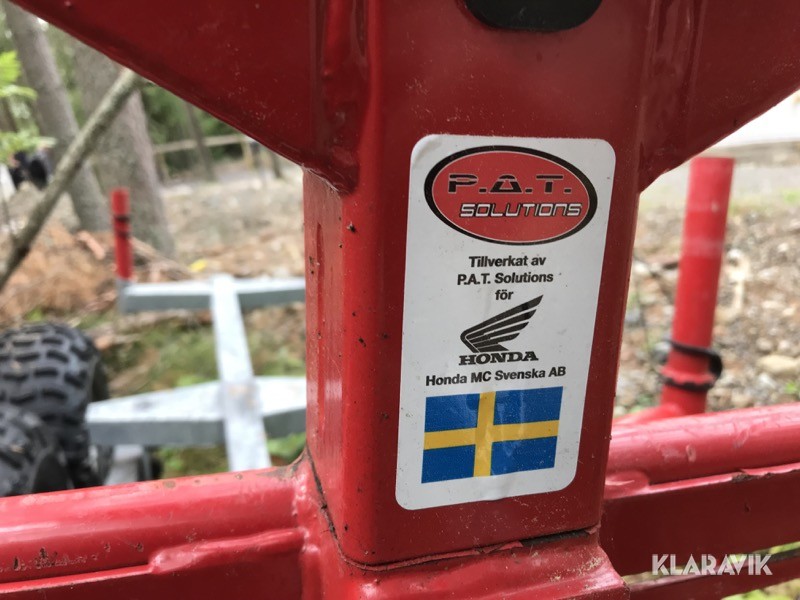 P.A.T.
SOLUTIONS
Tillverkat av
P.A.T. Solutions
för
HONDA
Honda MC Svenska AB
KLARAVIK